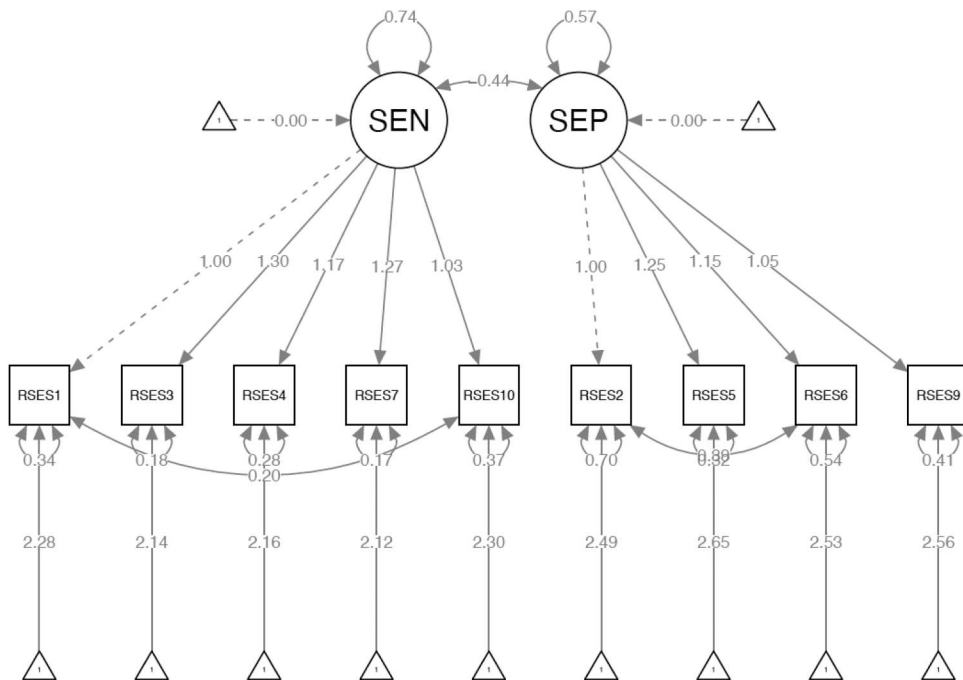 0.74 0.57
-0.44
1 0.00 SEN SEP 0.00 1
1.00 1.30 1.17 1.27 1.03 1.00 1.25 1.15 1.05
RSES1 RSES3 RSES4 RSES7 RSES10 RSES2 RSES5 RSES6 RSES9
0.34 0.18 0.28 0.17 0.37 0.70 0.54 0.41
0.20
2.28 2.14 2.16 2.12 2.30 2.49 2.65 2.53 2.56
1 1 1 1 1 1 1 1 1